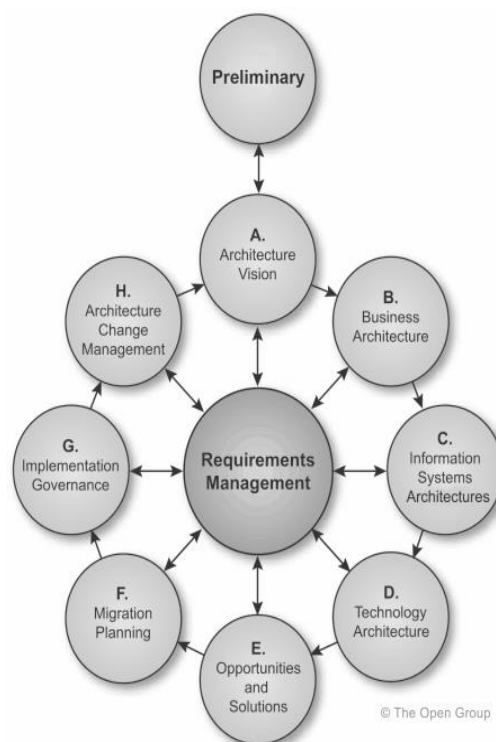 Preliminary
A.
Architecture
Vision
B.
Business
Architecture
C.
Information
Systems
Architectures
D.
Technology
Architecture
E.
Opportunities
and
Solutions
F.
Migration
Planning
G.
Implementation
Governance
H.
Architecture
Change
Management
Requirements
Management
© The Open Group